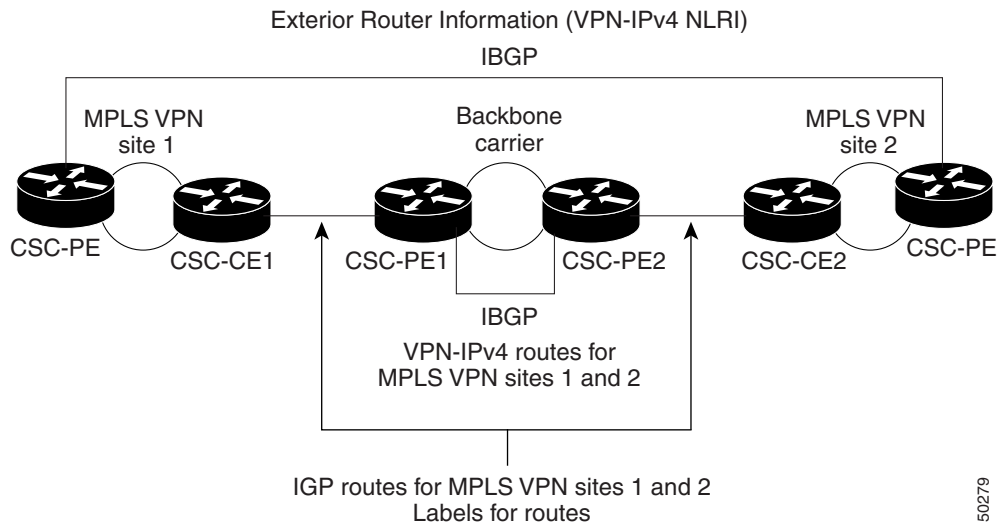 Exterior Router Information (VPN-IPv4 NLRI)
IBGP
MPLS VPN
site 1
Backbone
carrier
MPLS VPN
site 2
CSC-PE
CSC-CE1
CSC-PE1
CSC-PE2
CSC-CE2
CSC-PE
IBGP
VPN-IPv4 routes for
MPLS VPN sites 1 and 2
IGP routes for MPLS VPN sites 1 and 2
Labels for routes
50279